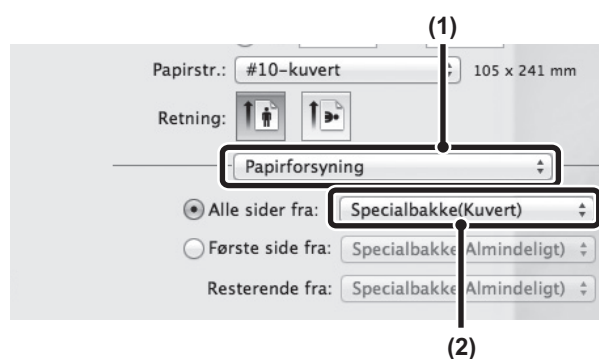 (1)
Papirstr.: #10-kuvert 105 x 241 mm
Retning:
Papirforsyning
Alle sider fra: Specialbakke(Kuvert)
Første side fra: Specialbakke(Almindeligt)
Resterende fra: Specialbakke(Almindeligt)
(2)